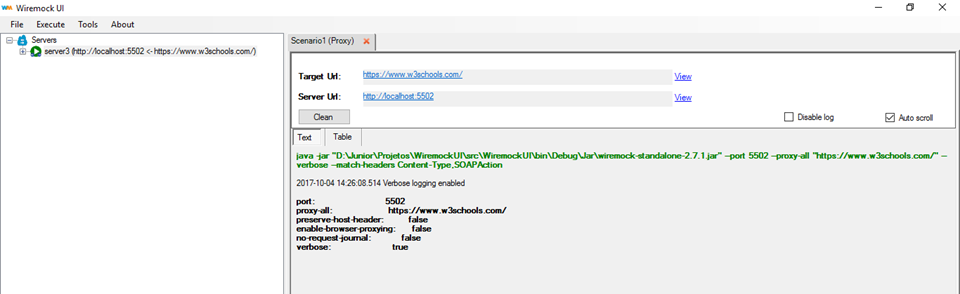 Wiremock UI
File Execute Tools About
Servers
server3 (http://localhost:5502 <- https://www.w3schools.com/)
Scenario1 (Proxy)
Target Url: https://www.w3schools.com/ View
Server Url: http://localhost:5502 View
Clean Disable log Auto scroll
Text Table
java -jar "D:\Junior\Projetos\WiremockUI\src\WiremockUI\bin\Debug\Jar\wiremock-standalone-2.7.1.jar" --port 5502 --proxy-all "https://www.w3schools.com/" --
verbose --match-headers Content-Type,SOAPAction
2017-10-04 14:26:08.514 Verbose logging enabled
port: 5502
proxy-all: https://www.w3schools.com/
preserve-host-header: false
enable-browser-proxying: false
no-request-journal: false
verbose: true